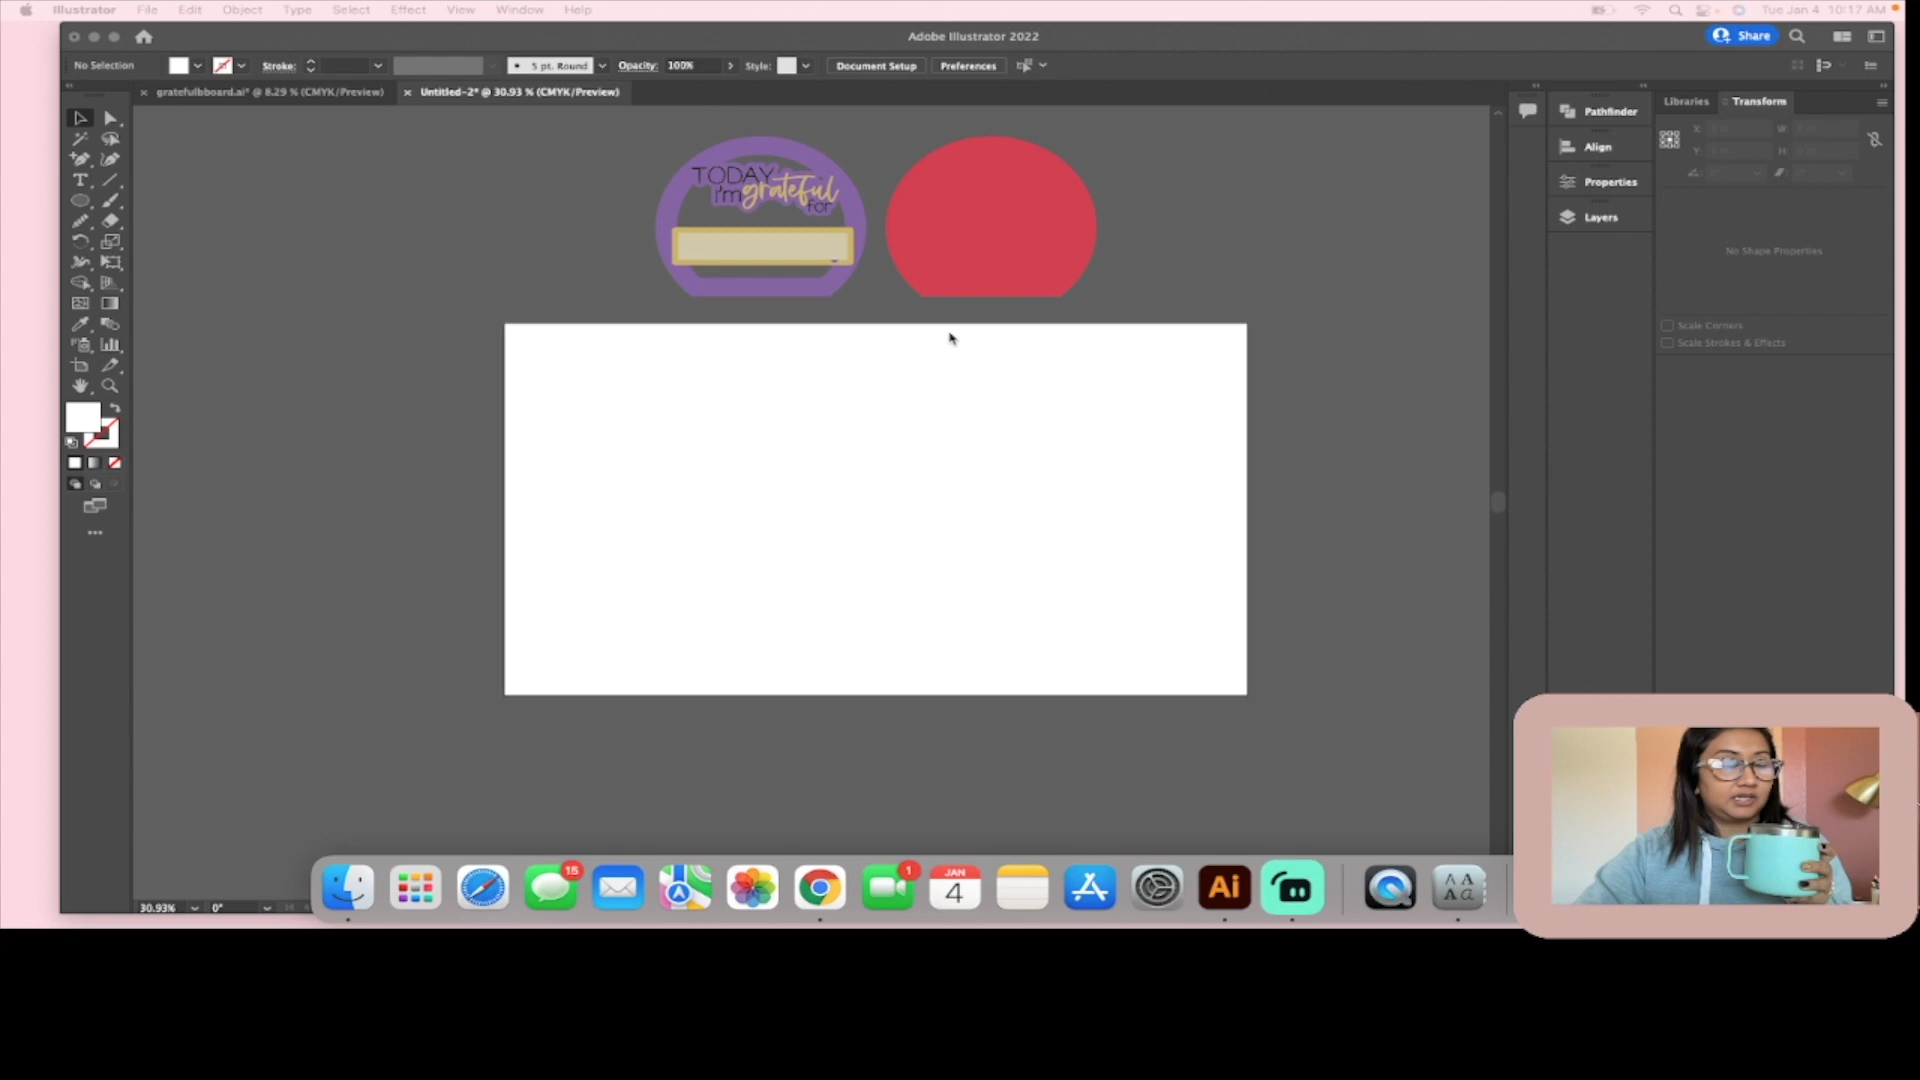 Illustrator File Edit Object Type Select Effect View Window Help Tue Jan 4 10:17 AM
Adobe Illustrator 2022 Share
No Selection Stroke: 5 pt. Round Opacity: 100% Style: Document Setup Preferences
gratefulbboard.ai* @ 8.29 % (CMYK/Preview) Untitled-2* @ 30.93 % (CMYK/Preview)
Libraries Transform
Pathfinder
X: W:
Y: H:
Align
Properties
Layers
TODAY
i'm grateful
for
No Shape Properties
Scale Corners
Scale Strokes & Effects
15
1
JAN
4
Ai
A A
A a
30.93% 0°